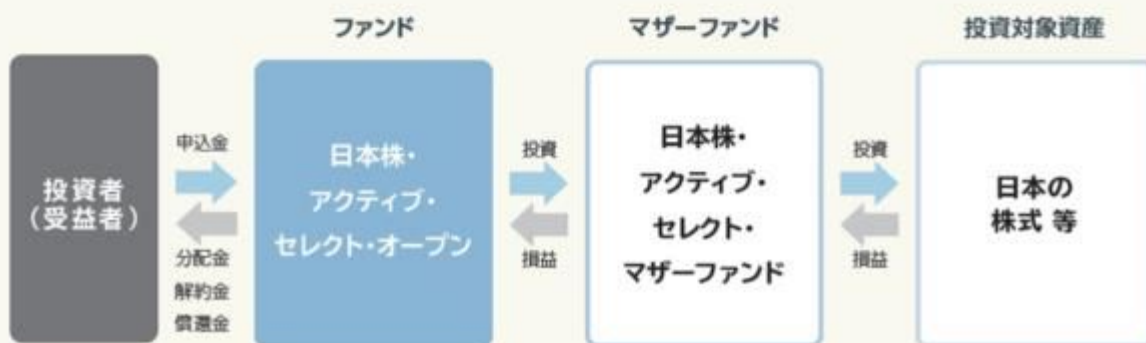 ファンド
マザーファンド
投資対象資産
投資者
(受益者)
申込金
分配金
解約金
償還金
日本株・
アクティブ・
セレクト・オープン
投資
損益
日本株・
アクティブ・
セレクト・
マザーファンド
投資
損益
日本の
株式 等